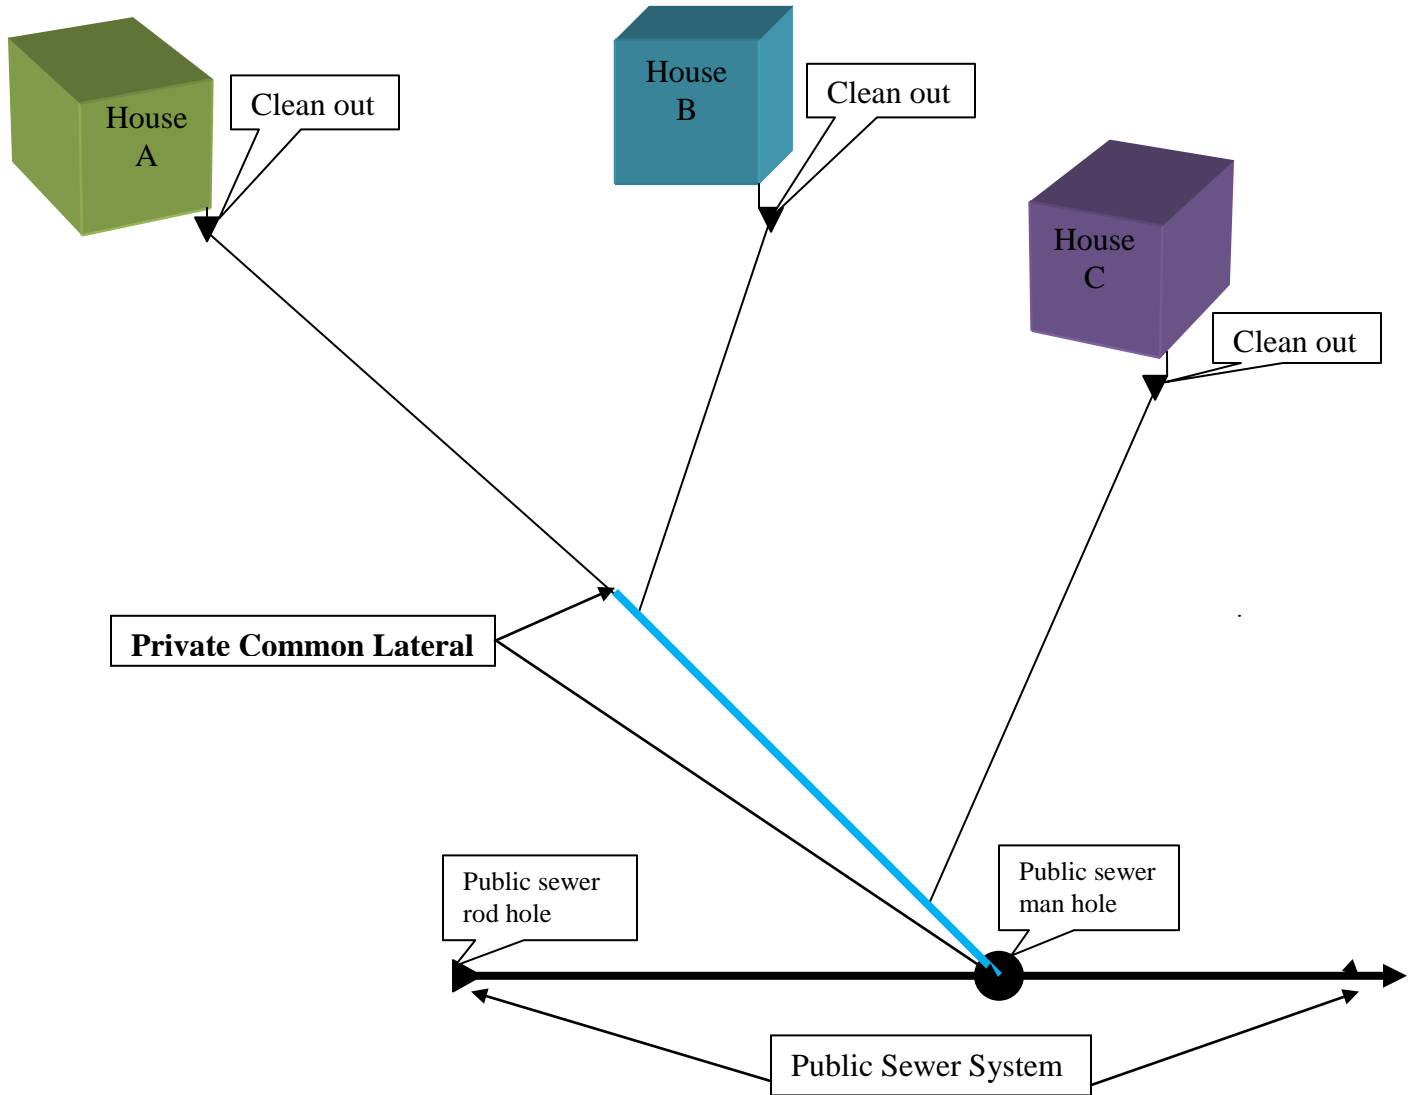 House
A
Clean out
House
B
Clean out
House
C
Clean out
Private Common Lateral
Public sewer
rod hole
Public sewer
man hole
Public Sewer System